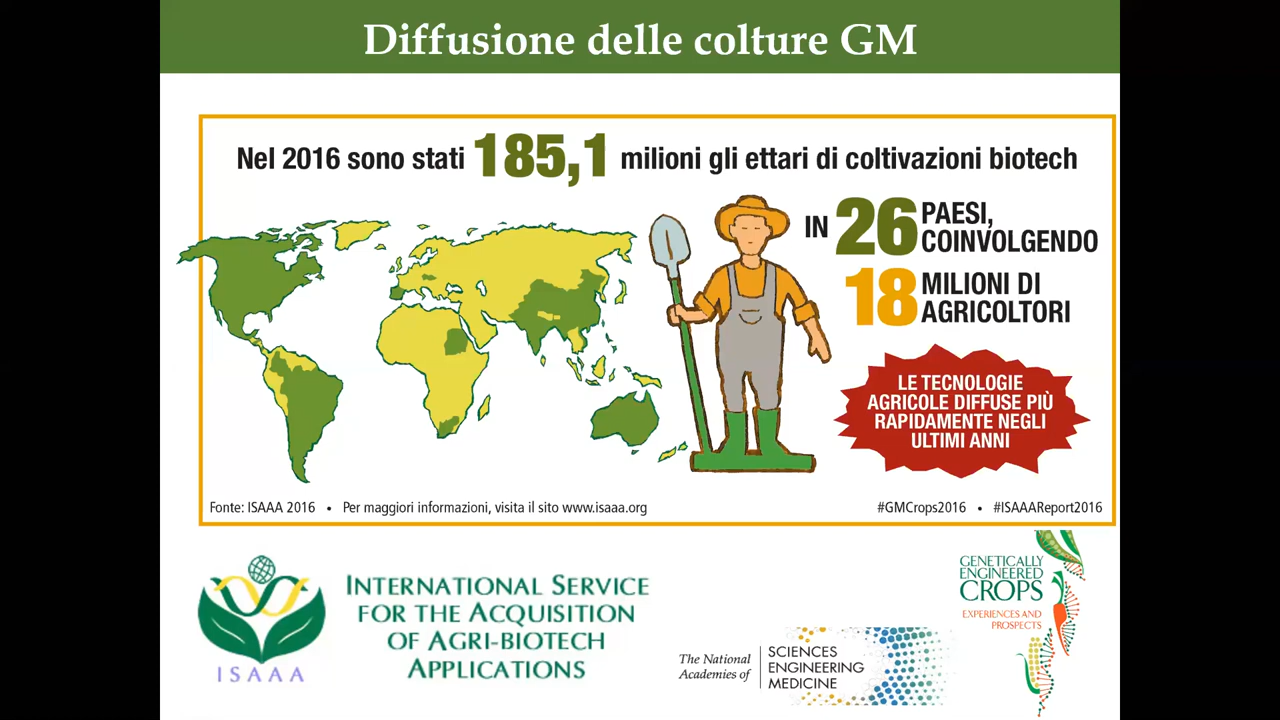 Diffusione delle colture GM
Nel 2016 sono stati 185,1 milioni gli ettari di coltivazioni biotech
IN 26 PAESI,
COINVOLGENDO
18 MILIONI DI
AGRICOLTORI
LE TECNOLOGIE
AGRICOLE DIFFUSE PIÙ
RAPIDAMENTE NEGLI
ULTIMI ANNI
Fonte: ISAAA 2016 • Per maggiori informazioni, visita il sito www.isaaa.org
#GMCrops2016 • #ISAAAReport2016
ISAAA
INTERNATIONAL SERVICE
FOR THE ACQUISITION
OF AGRI-BIOTECH
APPLICATIONS
The National
Academies of
SCIENCES
ENGINEERING
MEDICINE
GENETICALLY
ENGINEERED
CROPS
EXPERIENCES AND
PROSPECTS